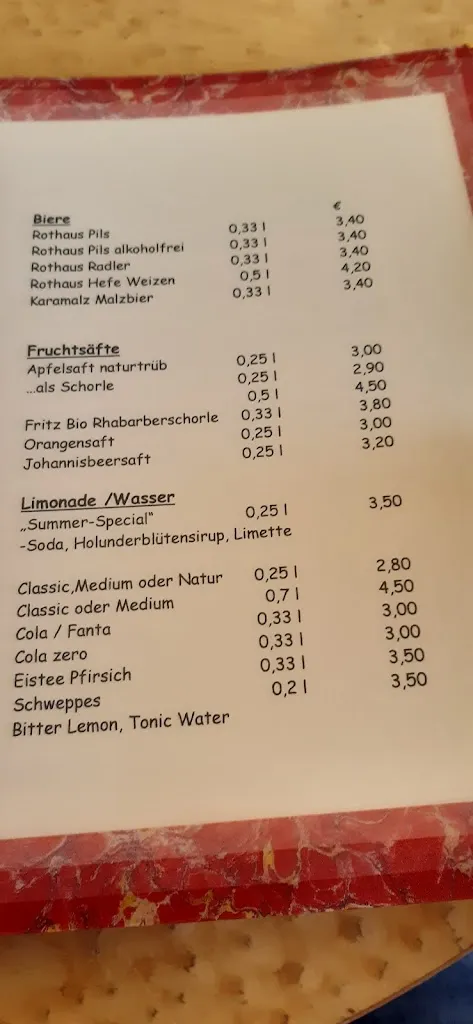 €
Biere
Rothaus Pils 0,33 l 3,40
Rothaus Pils alkoholfrei 0,33 l 3,40
Rothaus Radler 0,33 l 3,40
Rothaus Hefe Weizen 0,5 l 4,20
Karamalz Malzbier 0,33 l 3,40
Fruchtsäfte
Apfelsaft naturtrüb 0,25 l 3,00
...als Schorle 0,25 l 2,90
0,5 l 4,50
Fritz Bio Rhabarberschorle 0,33 l 3,80
Orangensaft 0,25 l 3,00
Johannisbeersaft 0,25 l 3,20
Limonade /Wasser
„Summer-Special" 0,25 l 3,50
-Soda, Holunderblütensirup, Limette
Classic,Medium oder Natur 0,25 l 2,80
Classic oder Medium 0,7 l 4,50
Cola / Fanta 0,33 l 3,00
Cola zero 0,33 l 3,00
Eistee Pfirsich 0,33 l 3,50
Schweppes 0,2 l 3,50
Bitter Lemon, Tonic Water